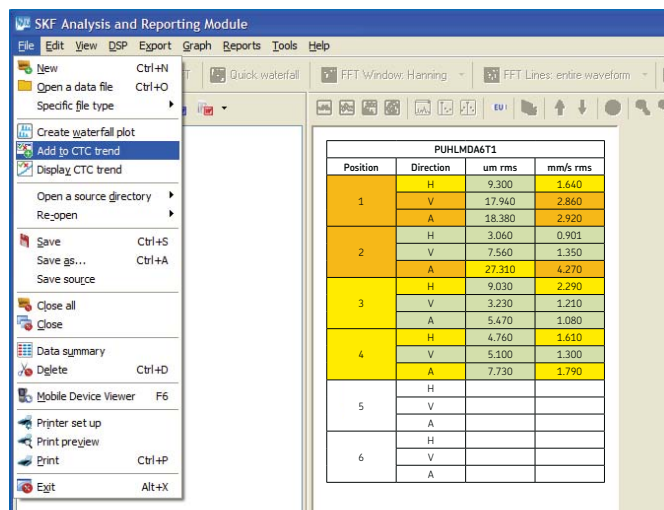 SKF Analysis and Reporting Module
File Edit View DSP Export Graph Reports Tools Help
New Ctrl+N
Open a data file Ctrl+O
Specific file type
Create waterfall plot
Add to CTC trend
Display CTC trend
Open a source directory
Re-open
Save Ctrl+S
Save as... Ctrl+A
Save source
Close all
Close
Data summary
Delete Ctrl+D
Mobile Device Viewer F6
Printer set up
Print preview
Print Ctrl+P
Exit Alt+X
Quick waterfall FFT Window: Hanning FFT Lines: entire waveform
EU
PUHLMDA6T1
Position Direction um rms mm/s rms
1 H 9.300 1.640
V 17.940 2.860
A 18.380 2.920
2 H 3.060 0.901
V 7.560 1.350
A 27.310 4.270
3 H 9.030 2.290
V 3.230 1.210
A 5.470 1.080
4 H 4.760 1.610
V 5.100 1.300
A 7.730 1.790
5 H
V
A
6 H
V
A